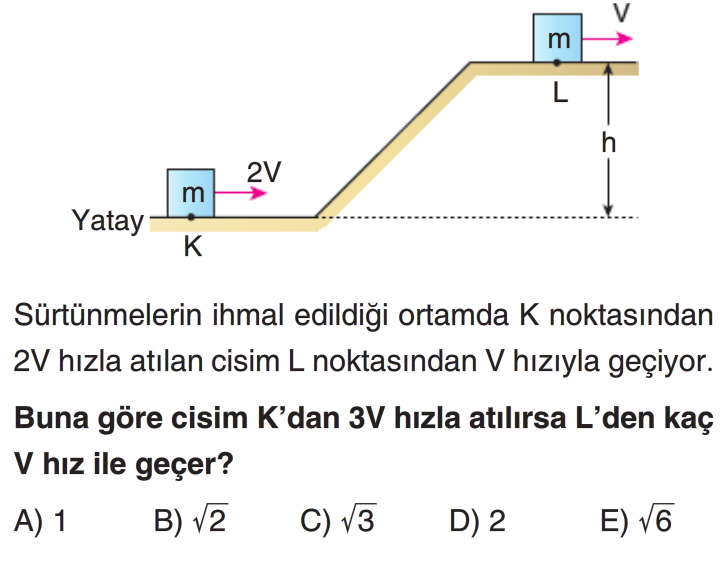 V
m
L
h
2V
m
Yatay
K
Sürtünmelerin ihmal edildiği ortamda K noktasından
2V hızla atılan cisim L noktasından V hızıyla geçiyor.
Buna göre cisim K’dan 3V hızla atılırsa L’den kaç
V hız ile geçer?
A) 1 B) √2 C) √3 D) 2 E) √6